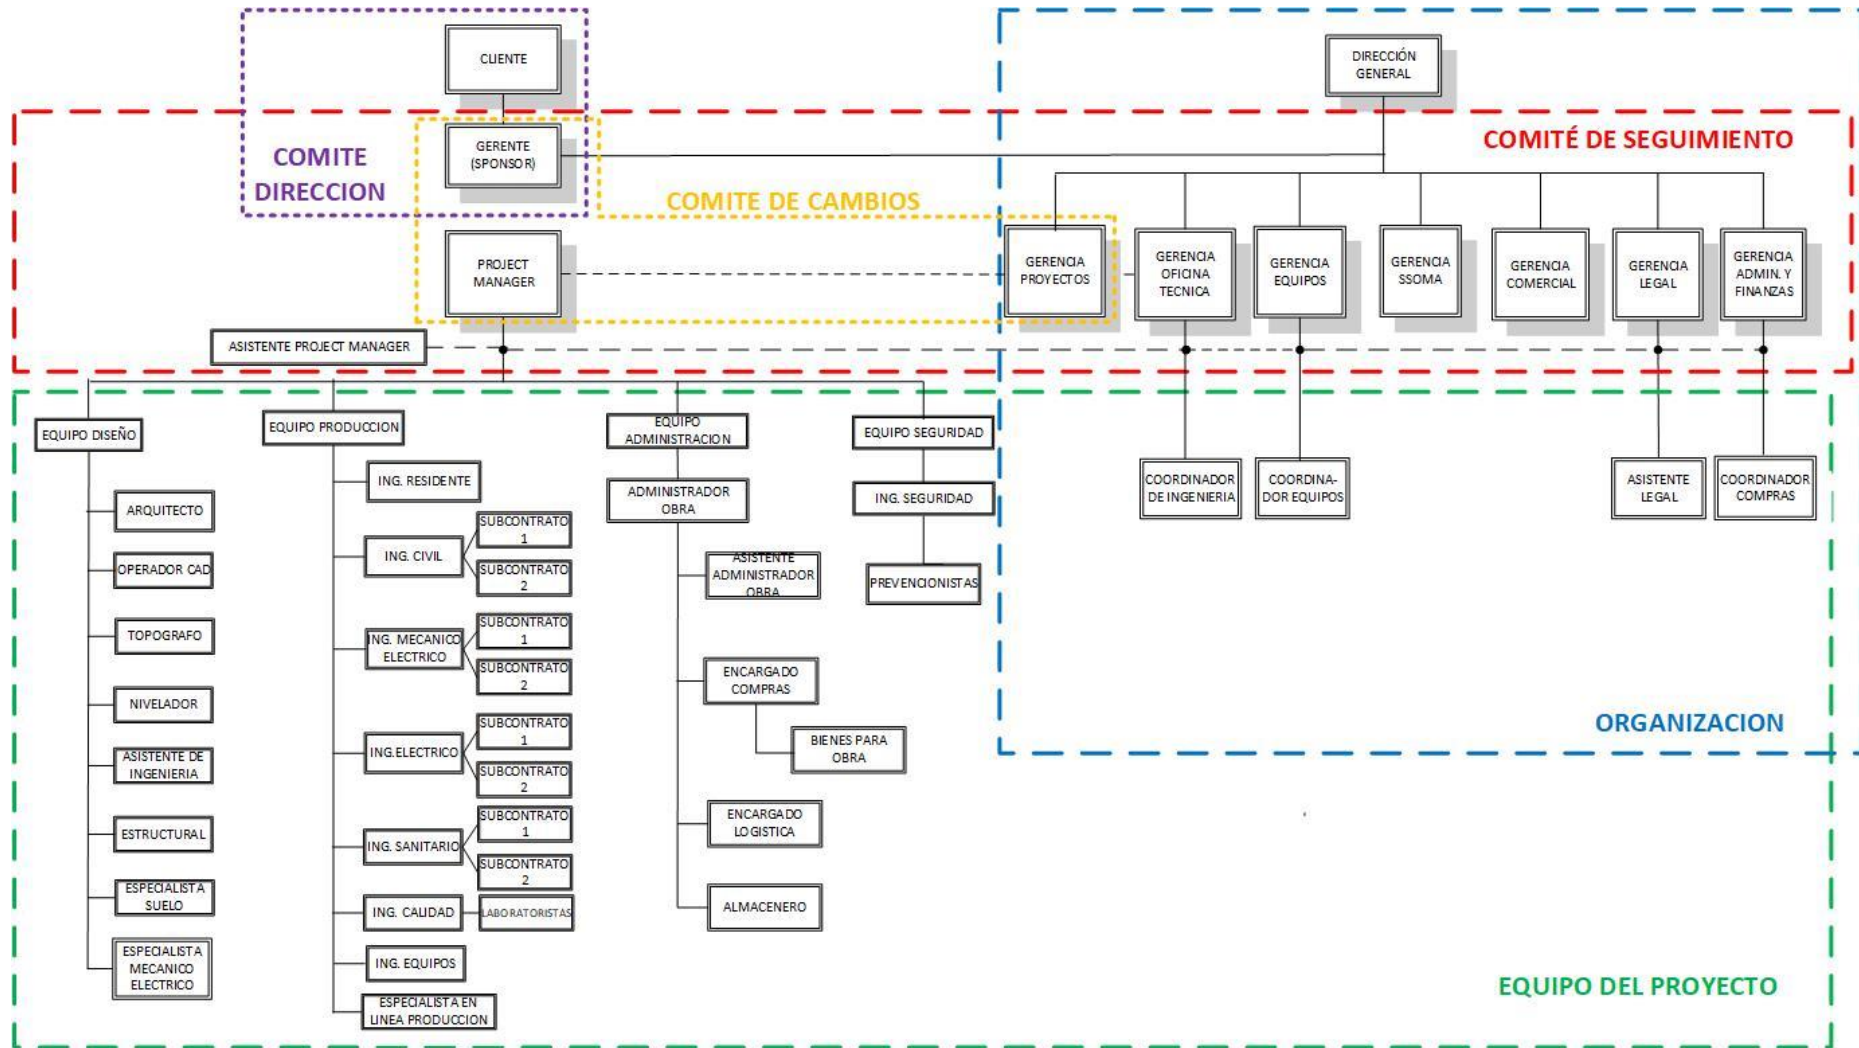 CLIENTE
DIRECCIÓN
GENERAL
GERENTE
(SPONSOR)
COMITE
DIRECCION
COMITÉ DE SEGUIMIENTO
COMITE DE CAMBIOS
PROJECT
MANAGER
GERENCIA
PROYECTOS
GERENCIA
OFICINA
TECNICA
GERENCIA
EQUIPOS
GERENCIA
SSOMA
GERENCIA
COMERCIAL
GERENCIA
LEGAL
GERENCIA
ADMIN. Y
FINANZAS
ASISTENTE PROJECT MANAGER
EQUIPO DISEÑO
EQUIPO PRODUCCION
EQUIPO
ADMINISTRACION
EQUIPO SEGURIDAD
ARQUITECTO
OPERADOR CAD
TOPOGRAFO
NIVELADOR
ASISTENTE DE
INGENIERIA
ESTRUCTURAL
ESPECIALISTA
SUELO
ESPECIALISTA
MECANICO
ELECTRICO
ING. RESIDENTE
ING. CIVIL
SUBCONTRATO
1
SUBCONTRATO
2
ING. MECANICO
ELECTRICO
SUBCONTRATO
1
SUBCONTRATO
2
ING.ELECTRICO
SUBCONTRATO
1
SUBCONTRATO
2
ING. SANITARIO
SUBCONTRATO
1
SUBCONTRATO
2
ING. CALIDAD
LABORATORISTAS
ING. EQUIPOS
ESPECIALISTA EN
LINEA PRODUCCION
ADMINISTRADOR
OBRA
ASISTENTE
ADMINISTRADOR
OBRA
ENCARGADO
COMPRAS
BIENES PARA
OBRA
ENCARGADO
LOGISTICA
ALMACENERO
ING. SEGURIDAD
PREVENCIONISTAS
COORDINADOR
DE INGENIERIA
COORDINA-
DOR EQUIPOS
ASISTENTE
LEGAL
COORDINADOR
COMPRAS
ORGANIZACION
EQUIPO DEL PROYECTO